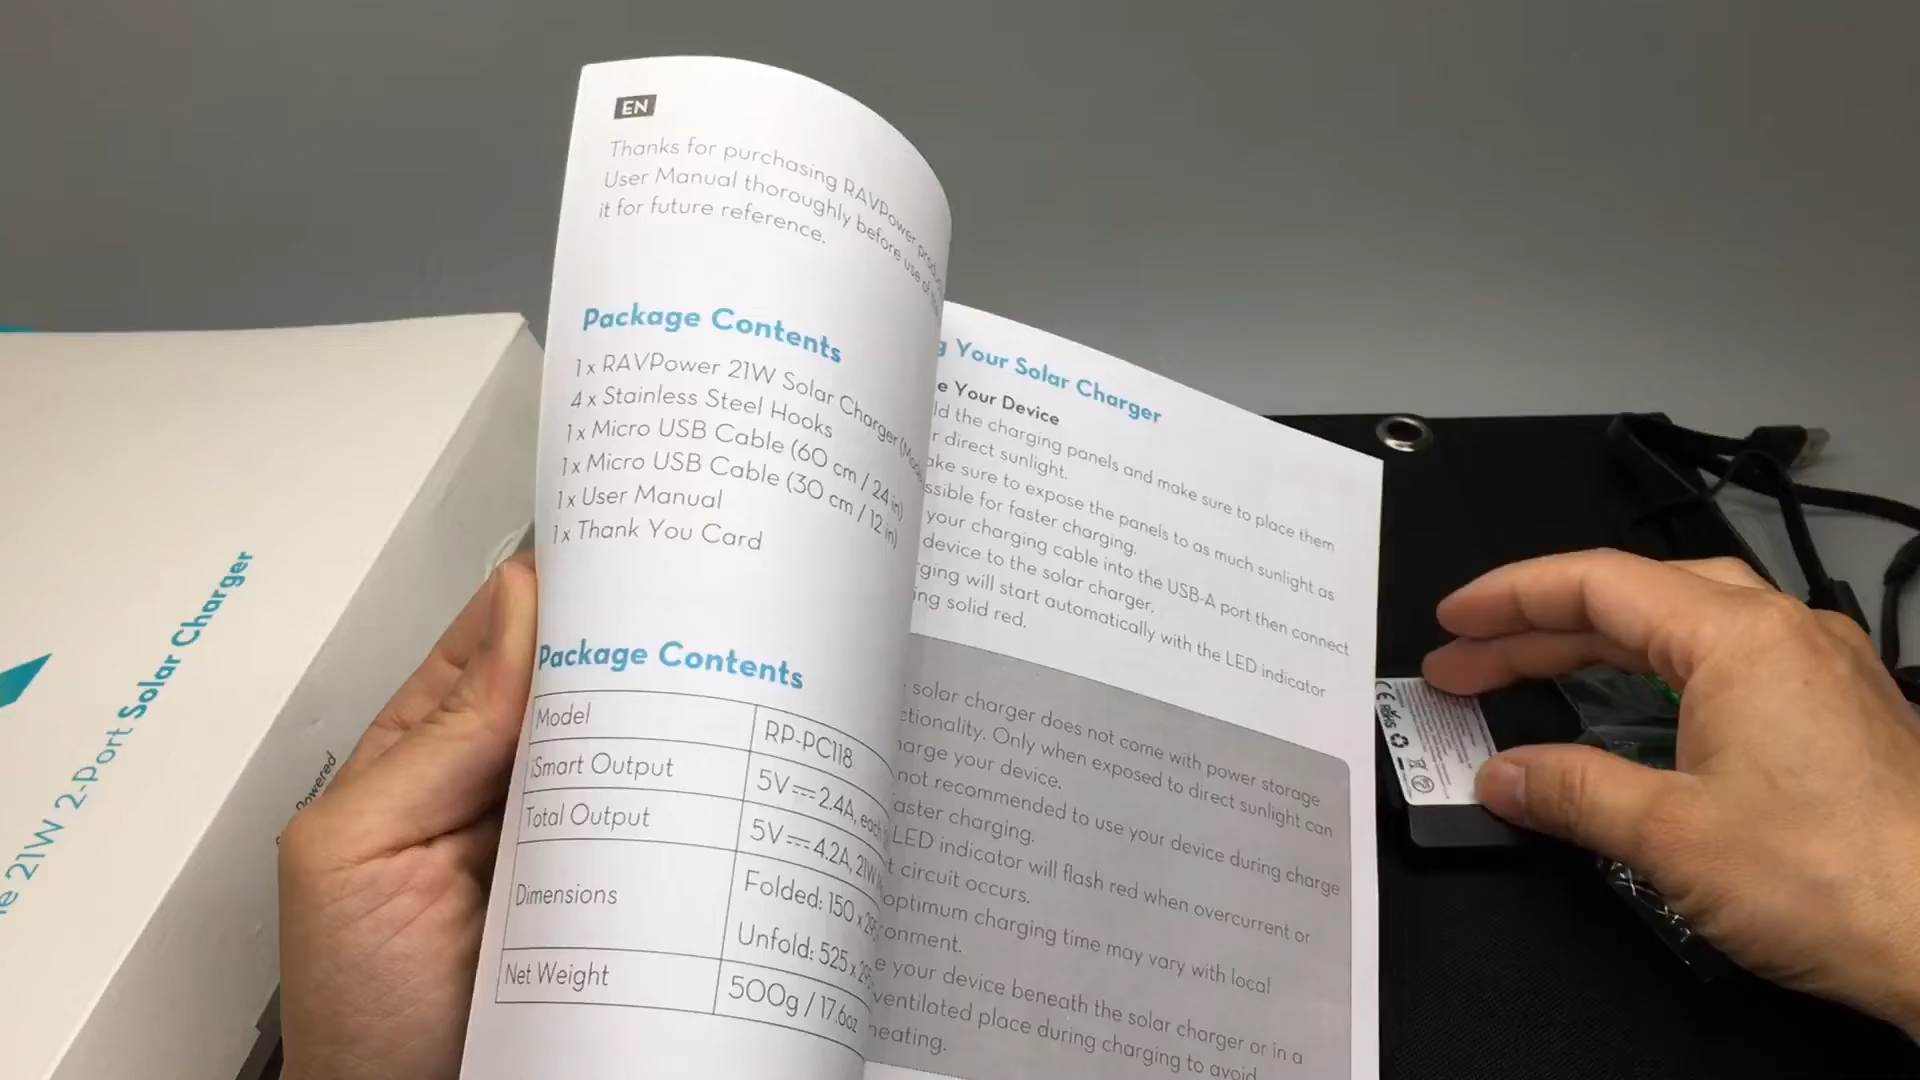 EN
Thanks for purchasing RAVPower
User Manual thoroughly before use of
it for future reference.
Package Contents
1 x RAVPower 21W Solar Charger
4 x Stainless Steel Hooks
1 x Micro USB Cable (60 cm / 24 in)
1 x Micro USB Cable (30 cm / 12 in)
1 x User Manual
1 x Thank You Card
Package Contents
Model RP-PC118
iSmart Output 5V⎓2.4A, each
Total Output 5V⎓4.2A, 21W
Dimensions Folded: 150 x
Unfold: 525 x
Net Weight 500g / 17.6oz
Your Solar Charger
Your Device
the charging panels and make sure to place them
direct sunlight.
sure to expose the panels to as much sunlight as
for faster charging.
your charging cable into the USB-A port then connect
device to the solar charger.
will start automatically with the LED indicator
solid red.
solar charger does not come with power storage
Only when exposed to direct sunlight can
your device.
not recommended to use your device during charge
charging.
LED indicator will flash red when overcurrent or
circuit occurs.
optimum charging time may vary with local
your device beneath the solar charger or in a
ventilated place during charging to avoid
21W 2-Port Solar Charger
Powered
CE
RoHS